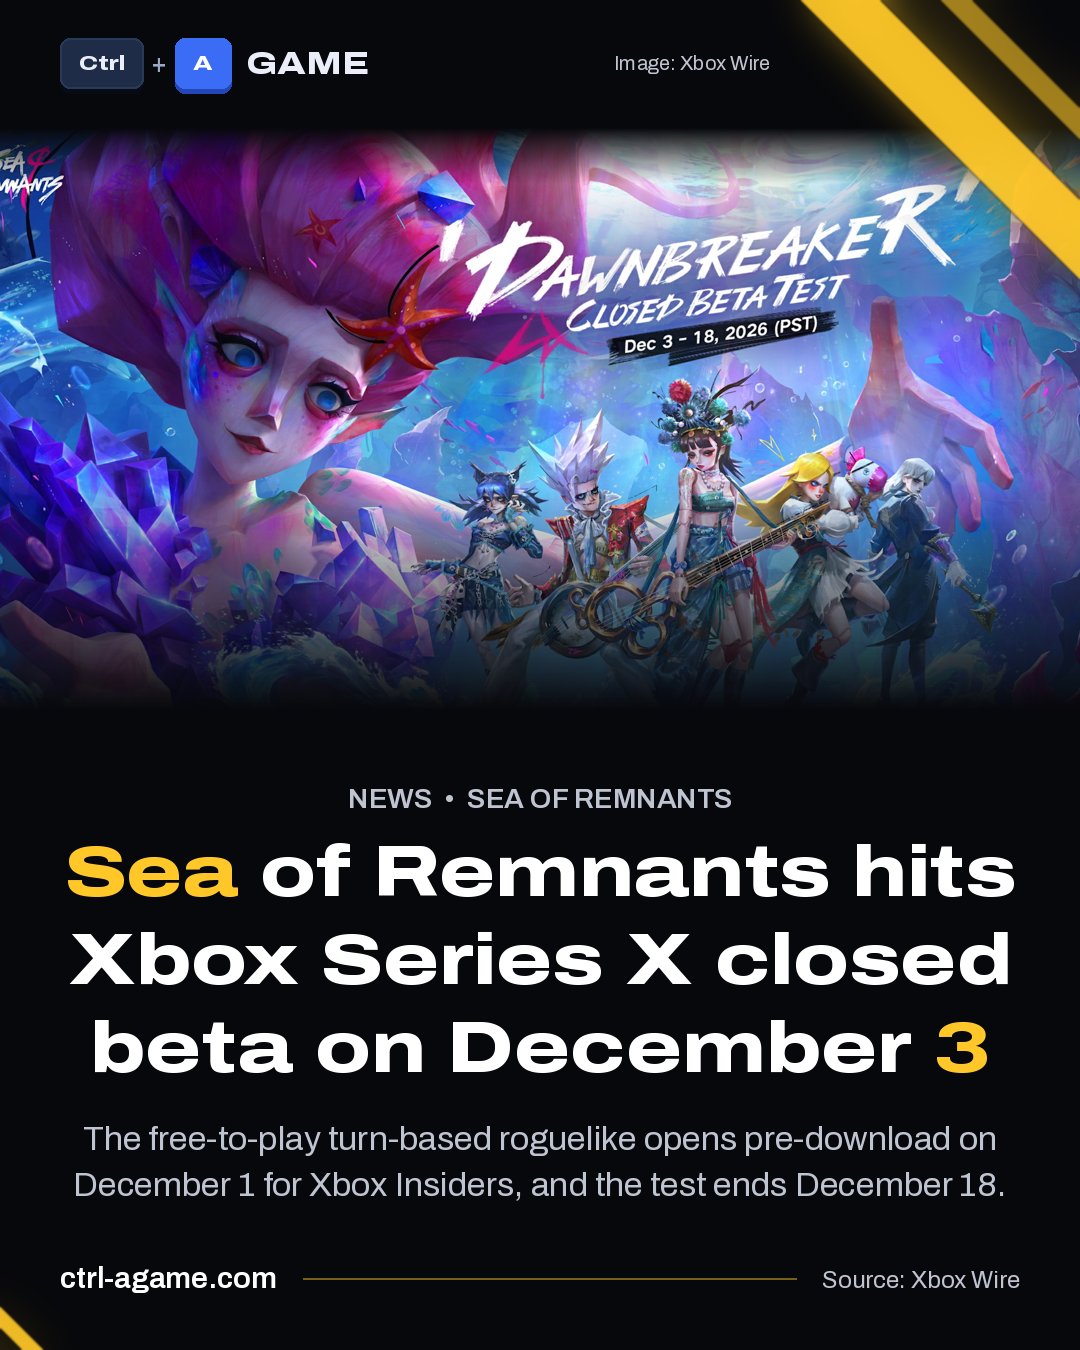 Ctrl + A GAME
Image: Xbox Wire
SEA
'DAWNBREAKER'
CLOSED BETA TEST
Dec 3 - 18, 2026 (PST)
NEWS • SEA OF REMNANTS
Sea of Remnants hits
Xbox Series X closed
beta on December 3
The free-to-play turn-based roguelike opens pre-download on
December 1 for Xbox Insiders, and the test ends December 18.
ctrl-agame.com
Source: Xbox Wire